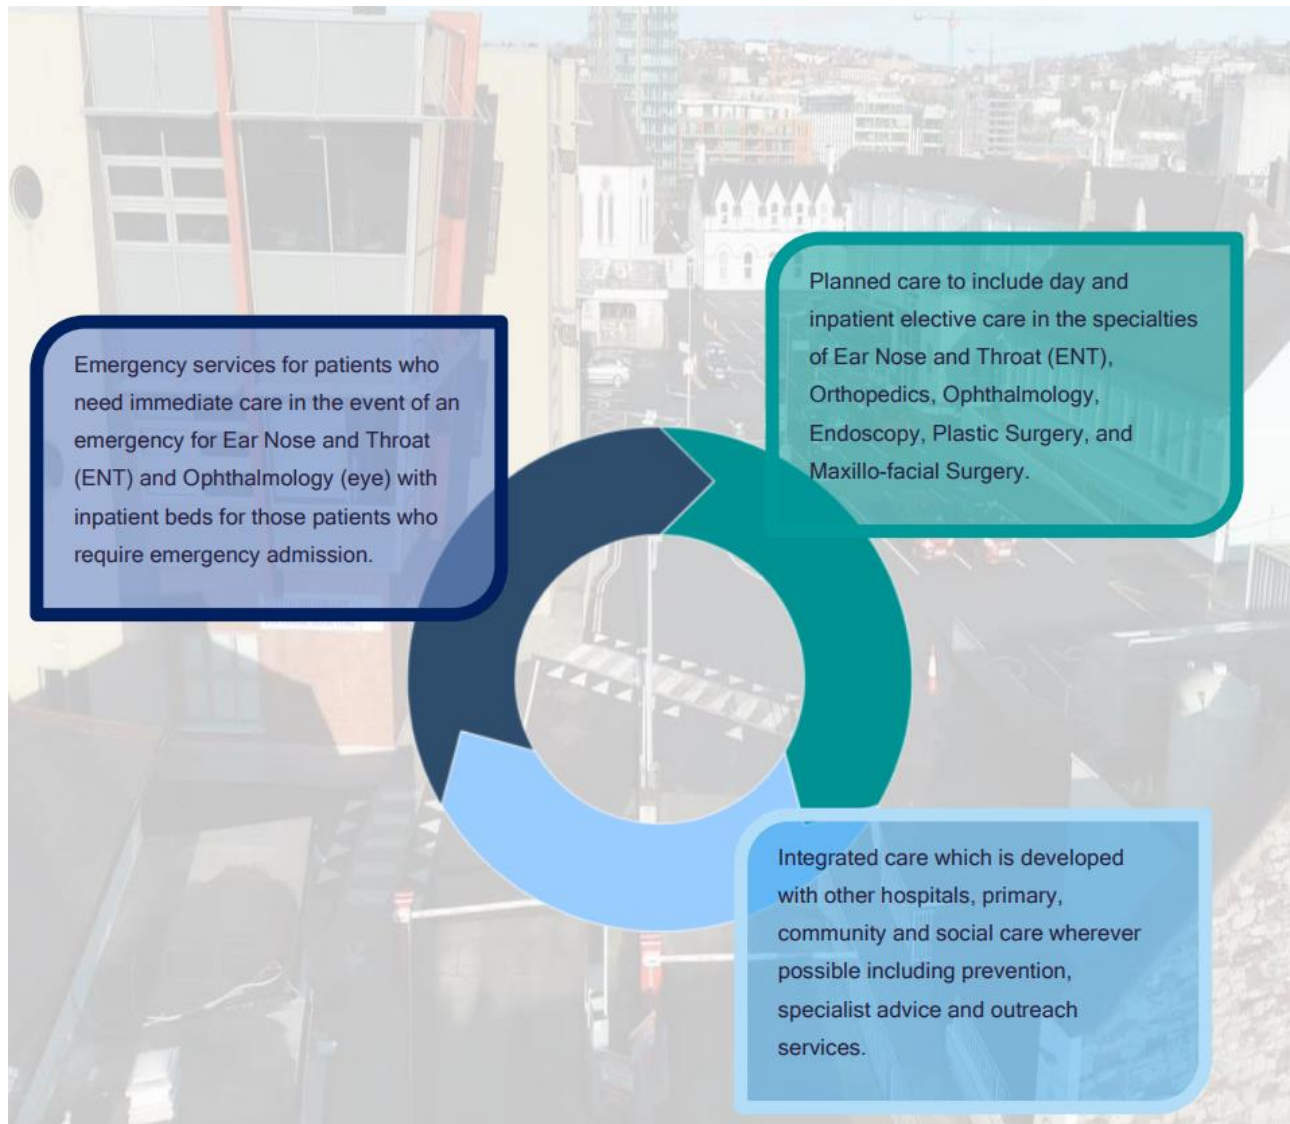 Emergency services for patients who
need immediate care in the event of an
emergency for Ear Nose and Throat
(ENT) and Ophthalmology (eye) with
inpatient beds for those patients who
require emergency admission.
Planned care to include day and
inpatient elective care in the specialties
of Ear Nose and Throat (ENT),
Orthopedics, Ophthalmology,
Endoscopy, Plastic Surgery, and
Maxillo-facial Surgery.
Integrated care which is developed
with other hospitals, primary,
community and social care wherever
possible including prevention,
specialist advice and outreach
services.